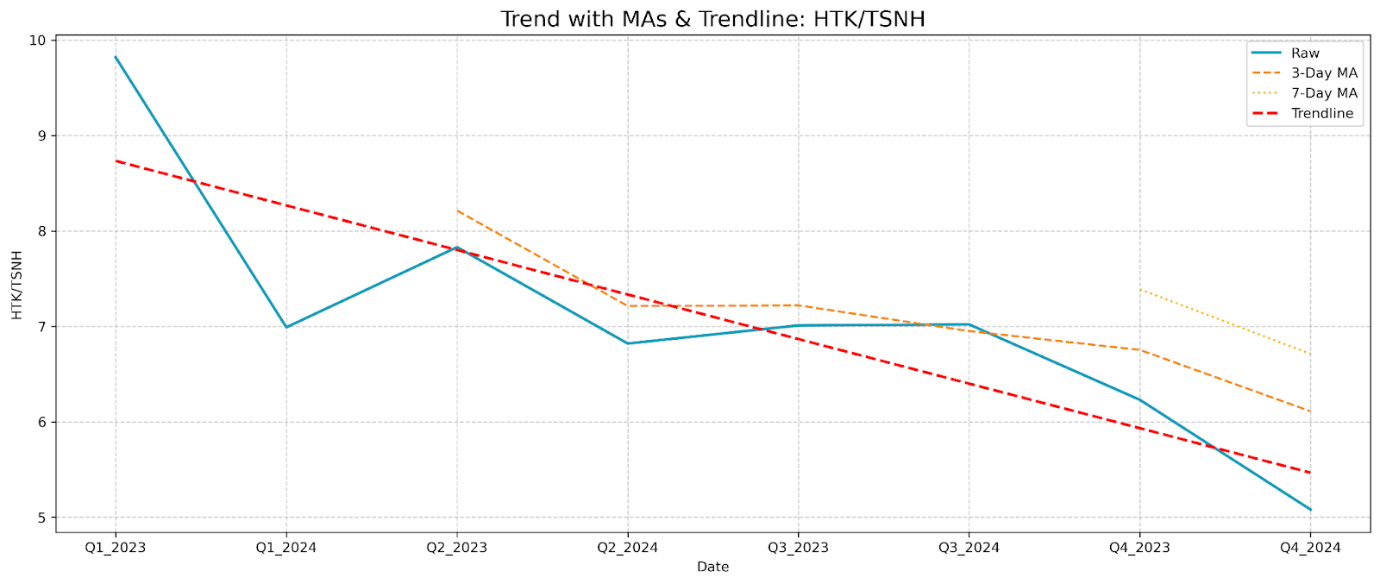 Trend with MAs & Trendline: HTK/TSNH
Raw
3-Day MA
7-Day MA
Trendline
HTK/TSNH
10
9
8
7
6
5
Q1_2023 Q1_2024 Q2_2023 Q2_2024 Q3_2023 Q3_2024 Q4_2023 Q4_2024
Date